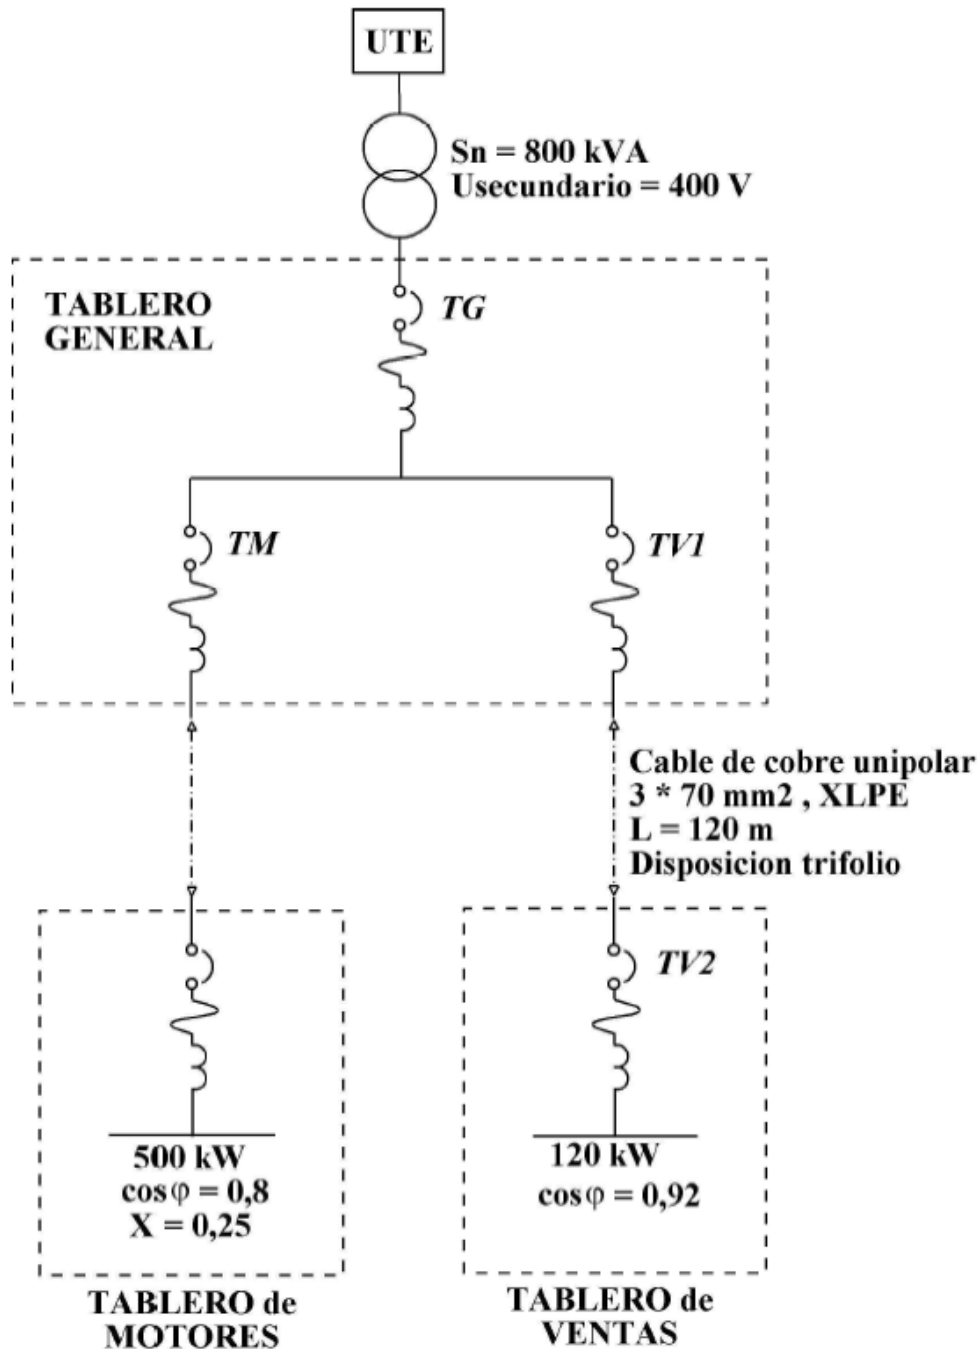 UTE
Sn = 800 kVA
Usecundario = 400 V
TABLERO
GENERAL
TG
TM
TV1
Cable de cobre unipolar
3 * 70 mm2 , XLPE
L = 120 m
Disposicion trifolio
TV2
500 kW
cosφ = 0,8
X = 0,25
120 kW
cosφ = 0,92
TABLERO de
MOTORES
TABLERO de
VENTAS